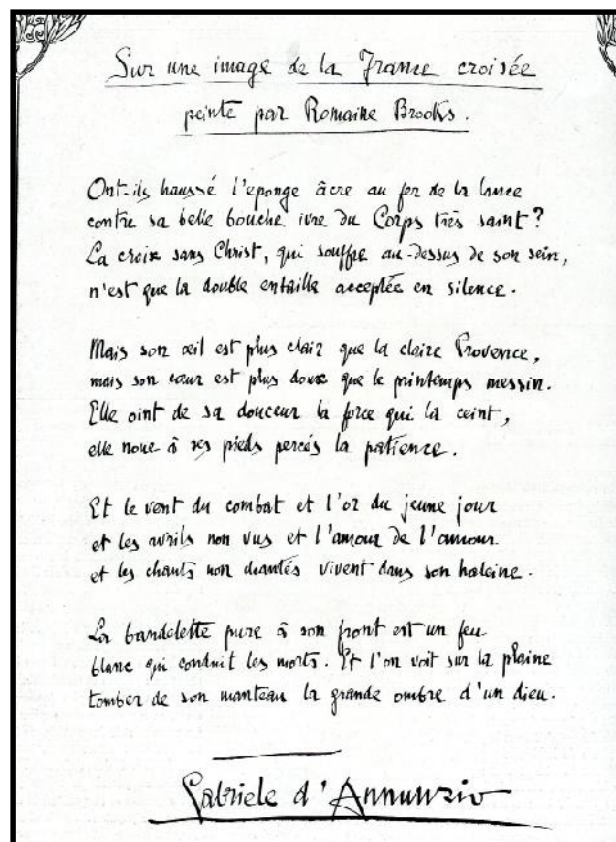 Sur une image de la France croisée
peinte par Romaine Brooks.
Ont-ils haussé l'eponge âcre au fer de la lance
contre sa belle bouche ivre du Corps très saint ?
La croix sans Christ, qui souffre au-dessus de son sein,
n'est que la double entaille acceptée en silence.
Mais son œil est plus clair que la claire Provence,
mais son cœur est plus doux que le printemps messin.
Elle oint de sa douceur la force qui la ceint,
elle noue à ses pieds percés la patience.
Et le vent du combat et l'or du jeune jour
et les avrils non vus et l'amour de l'amour
et les chants non chantés vivent dans son haleine.
La bandelette pure à son front est un feu
blanc qui conduit les morts. Et l'on voit sur la plaine
tomber de son manteau la grande ombre d'un dieu.
Gabriele d'Annunzio